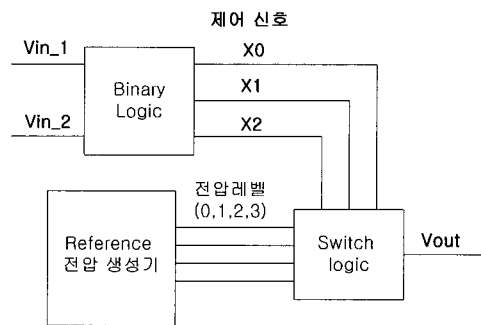 제어 신호
Vin_1
X0
Binary
Logic
X1
Vin_2
X2
전압레벨
(0,1,2,3)
Reference
전압 생성기
Switch
logic
Vout